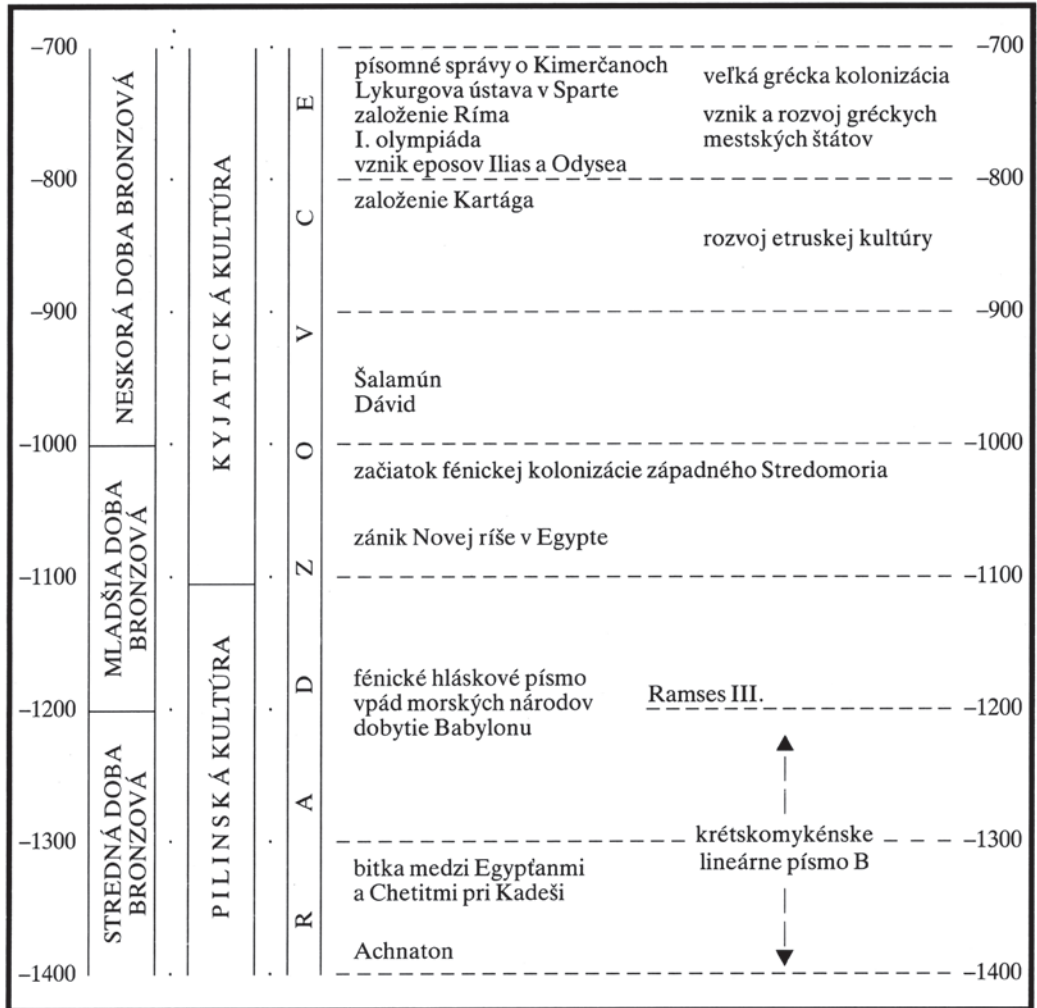 -700
písomné správy o Kimerčanoch
Lykurgova ústava v Sparte
založenie Ríma
I. olympiáda
vznik eposov Ilias a Odysea
veľká grécka kolonizácia
vznik a rozvoj gréckych
mestských štátov
-700
-800
založenie Kartága
rozvoj etruskej kultúry
-800
-900
-900
Šalamún
Dávid
-1000
-1000
začiatok fénickej kolonizácie západného Stredomoria
zánik Novej ríše v Egypte
-1100
-1100
fénické hláskové písmo
vpád morských národov
dobytie Babylonu
Ramses III.
-1200
-1200
krétskomykénske
lineárne písmo B
-1300
-1300
bitka medzi Egypťanmi
a Chetitmi pri Kadeši
Achnaton
-1400
-1400
NESKORÁ DOBA BRONZOVÁ
MLADŠIA DOBA
BRONZOVÁ
STREDNÁ DOBA
BRONZOVÁ
KYJATICKÁ KULTÚRA
PILINSKÁ KULTÚRA
RADZOVCE